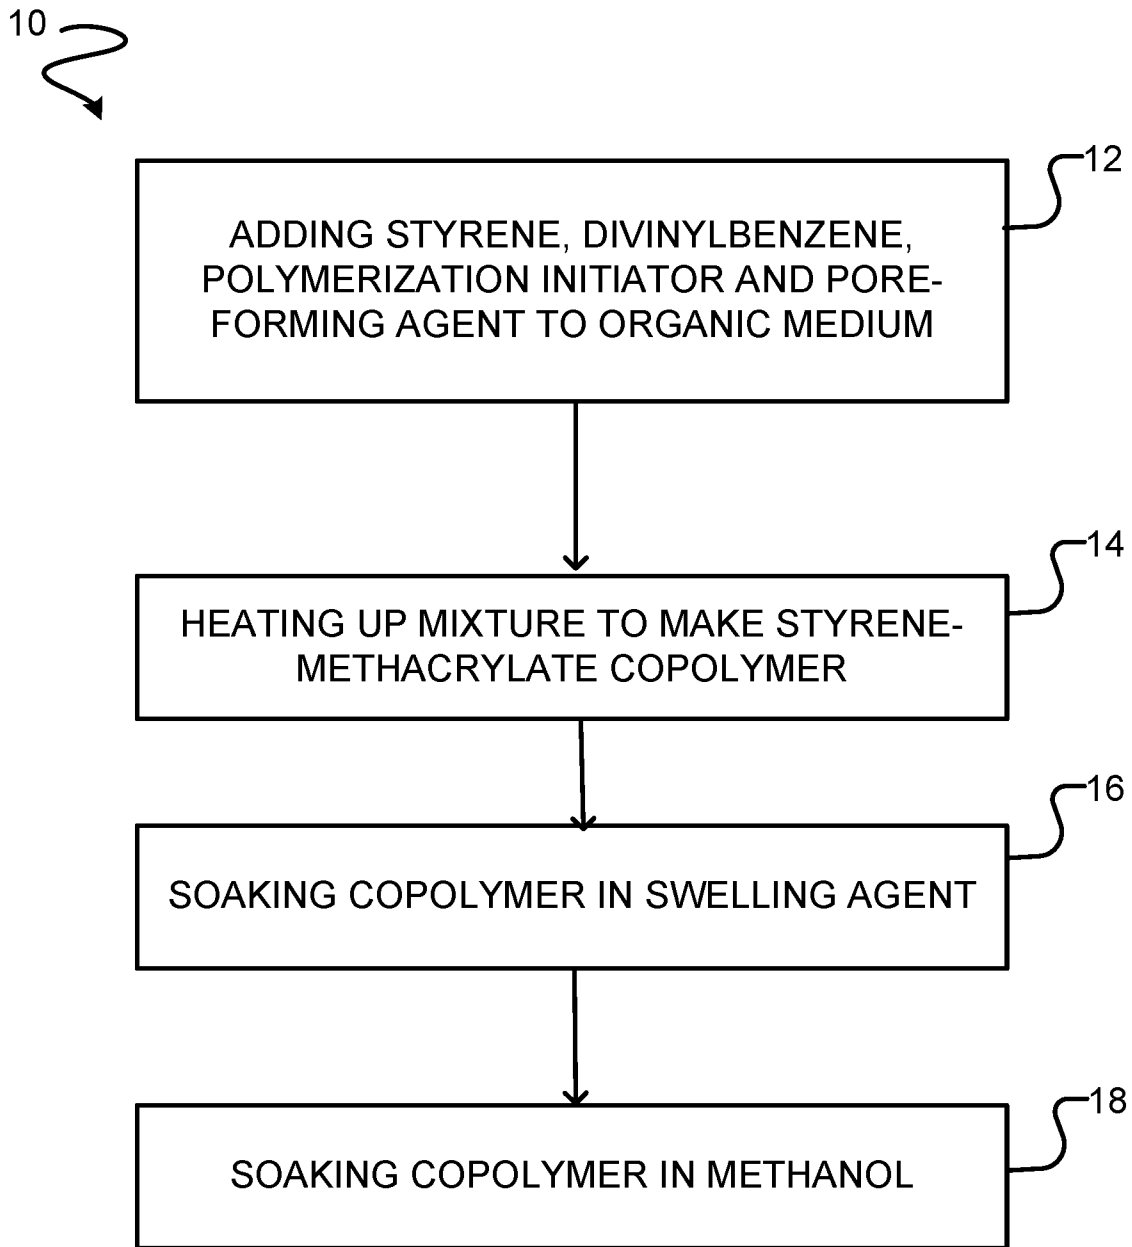 10
12
ADDING STYRENE, DIVINYLBENZENE,
POLYMERIZATION INITIATOR AND PORE-
FORMING AGENT TO ORGANIC MEDIUM
14
HEATING UP MIXTURE TO MAKE STYRENE-
METHACRYLATE COPOLYMER
16
SOAKING COPOLYMER IN SWELLING AGENT
18
SOAKING COPOLYMER IN METHANOL